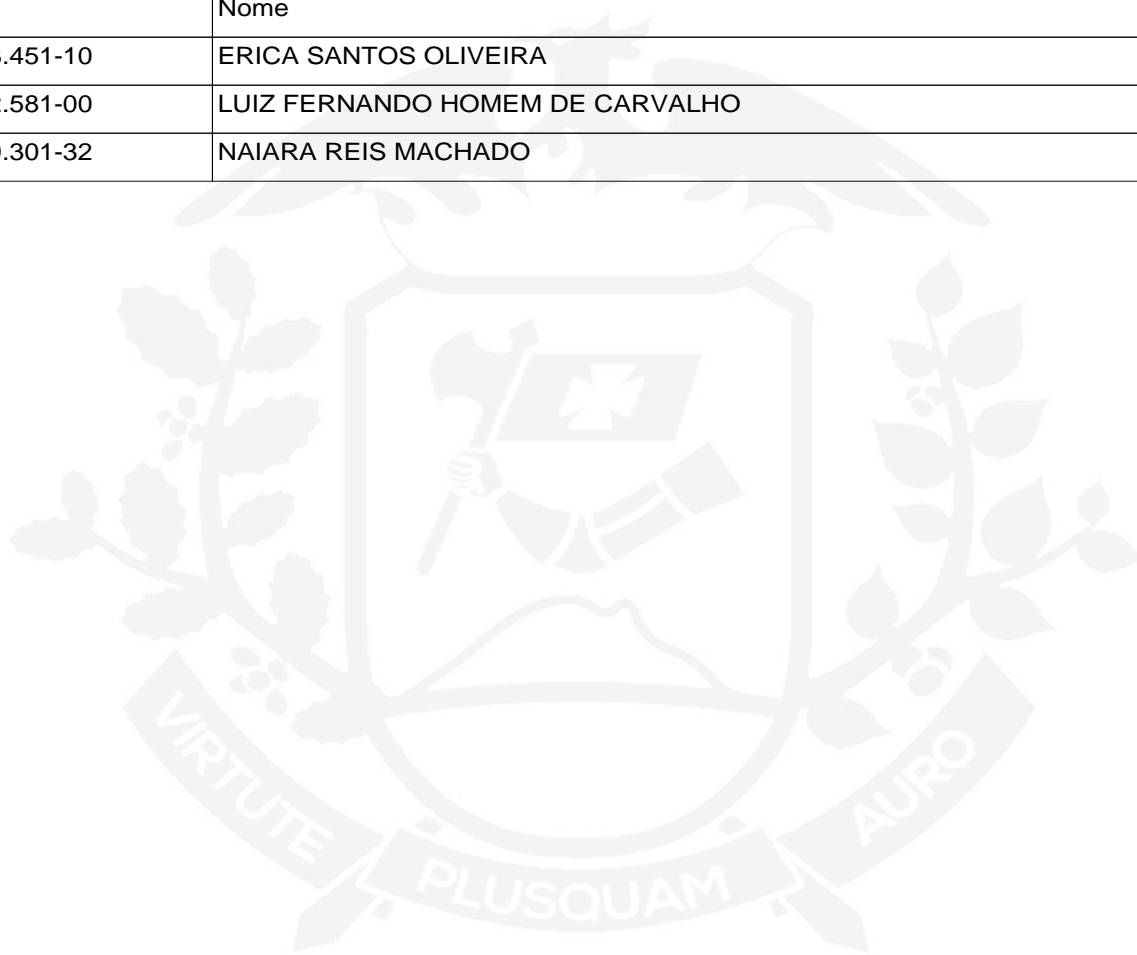 Nome
.451-10 ERICA SANTOS OLIVEIRA
.581-00 LUIZ FERNANDO HOMEM DE CARVALHO
.301-32 NAIARA REIS MACHADO
VIRTUTE PLUSQUAM AURO